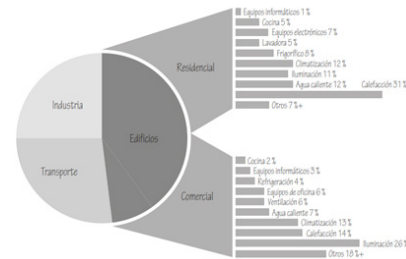 Industria
Transporte
Edificios
Residencial
Equipos informáticos 1%
Cocina 5%
Equipos electrónicos 7%
Lavadora 5%
Frigorífico 8%
Climatización 12%
Iluminación 11%
Agua caliente 12%
Calefacción 31%
Otros 7%+
Comercial
Cocina 2%
Equipos informáticos 3%
Refrigeración 4%
Equipos de oficina 6%
Ventilación 6%
Agua caliente 7%
Climatización 13%
Calefacción 14%
Iluminación 26%
Otros 18%+